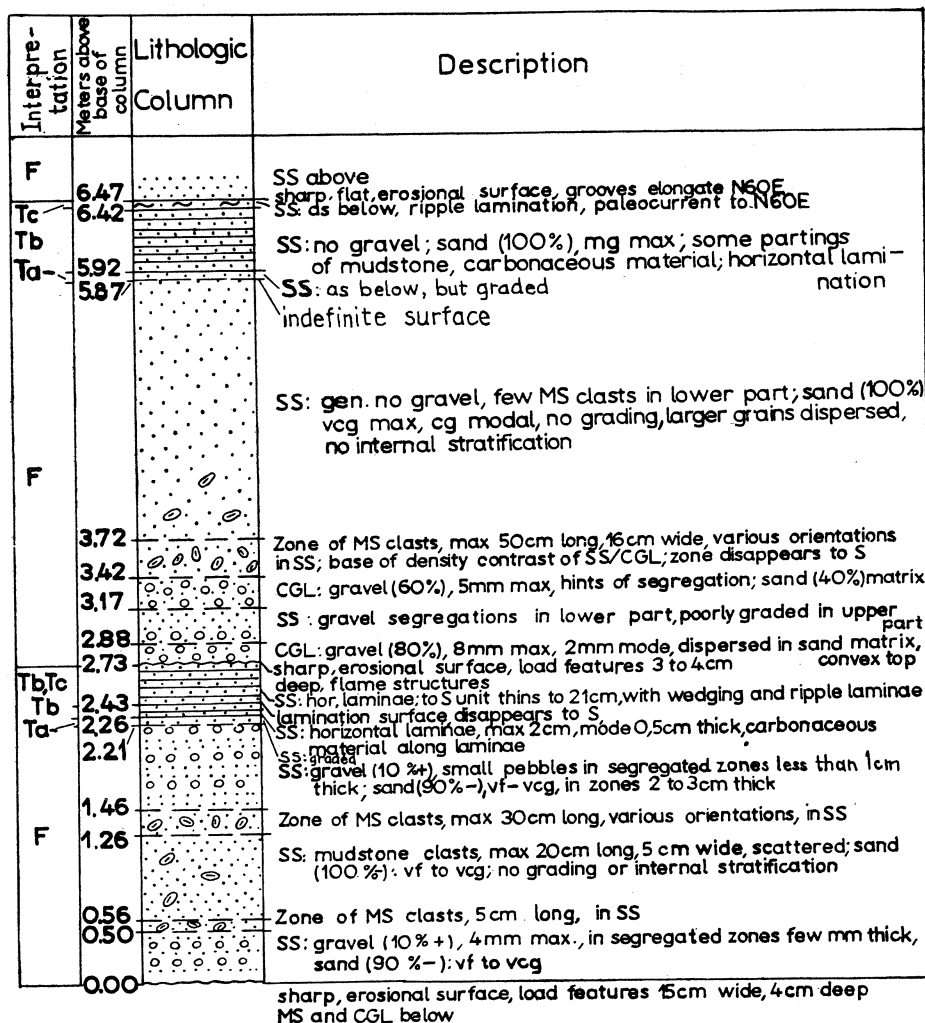 Interpre-
tation
Meters above
base of
column
Lithologic
Column
Description
F
SS above
6.47
sharp, flat, erosional surface, grooves elongate N60E
Tc
6.42
SS: as below, ripple lamination, paleocurrent to N60E
Tb
SS: no gravel; sand (100%), mg max; some partings
of mudstone, carbonaceous material; horizontal lami-
nation
Ta-
5.92
SS: as below, but graded
5.87
indefinite surface
SS: gen. no gravel, few MS clasts in lower part; sand (100%)
vcg max, cg modal, no grading, larger grains dispersed,
no internal stratification
F
3.72
Zone of MS clasts, max 50cm long, 16cm wide, various orientations
in SS; base of density contrast of SS/CGL; zone disappears to S
3.42
CGL: gravel (60%), 5mm max, hints of segregation; sand (40%) matrix
3.17
SS: gravel segregations in lower part, poorly graded in upper
part
2.88
CGL: gravel (80%), 8mm max, 2mm mode, dispersed in sand matrix,
convex top
2.73
sharp, erosional surface, load features 3 to 4cm
deep, flame structures
Tb,Tc
SS: hor. laminae; to S unit thins to 21cm, with wedging and ripple laminae
2.43
lamination surface disappears to S
Tb
SS: horizontal laminae, max 2cm, mode 0,5cm thick, carbonaceous
material along laminae
Ta-
2.26
SS: graded
2.21
SS: gravel (10 %+), small pebbles in segregated zones less than 1cm
thick; sand (90%-), vf-vcg, in zones 2 to 3cm thick
1.46
Zone of MS clasts, max 30cm long, various orientations, in SS
1.26
F
SS: mudstone clasts, max 20cm long, 5 cm wide, scattered; sand
(100 %-): vf to vcg; no grading or internal stratification
0.56
Zone of MS clasts, 5cm long, in SS
0.50
SS: gravel (10% +), 4mm max., in segregated zones few mm thick,
sand (90 %-): vf to vcg
0.00
sharp, erosional surface, load features 15cm wide, 4cm deep
MS and CGL below